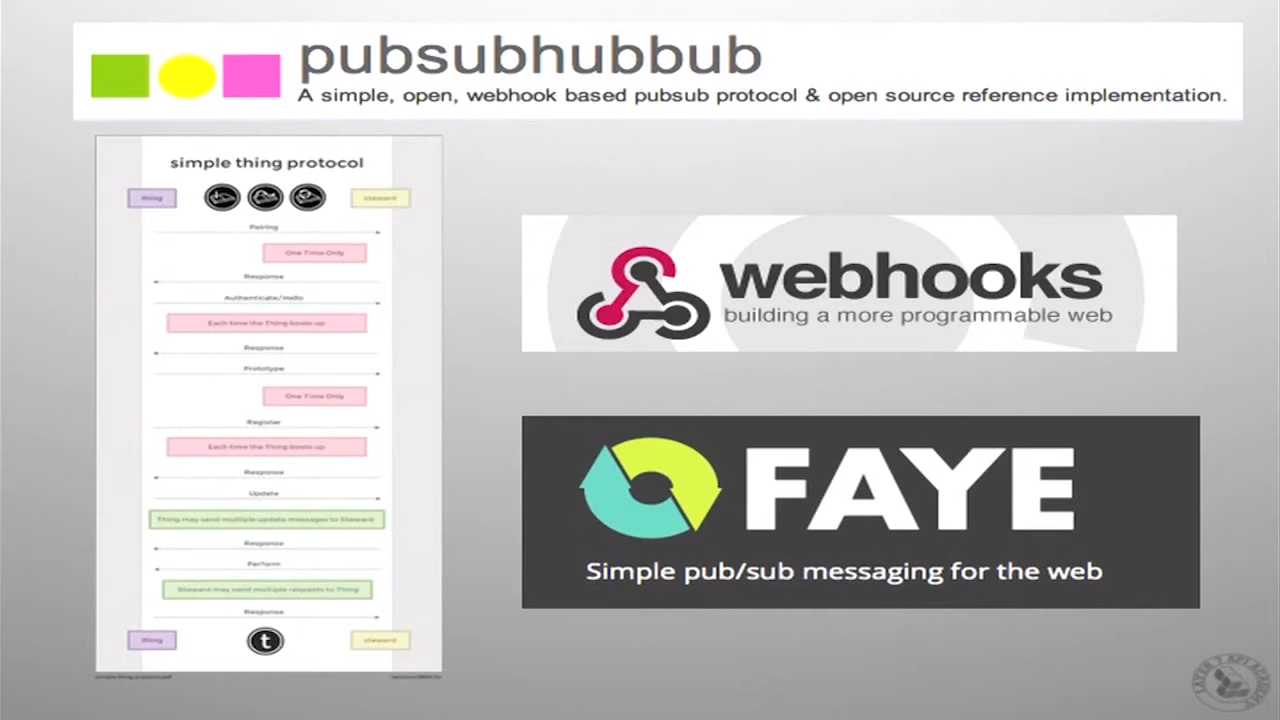 pubsubhubbub
A simple, open, webhook based pubsub protocol & open source reference implementation.
simple thing protocol
thing
steward
Pairing
One Time Only
Response
Authenticate/Hello
Each time the Thing boots up
Response
Prototype
One Time Only
Register
Each time the Thing boots up
Response
Update
Thing may send multiple update messages to Steward
Response
Perform
Steward may send multiple requests to Thing
Response
thing
t
steward
webhooks
building a more programmable web
FAYE
Simple pub/sub messaging for the web
LAYER 7 API ACADEMY